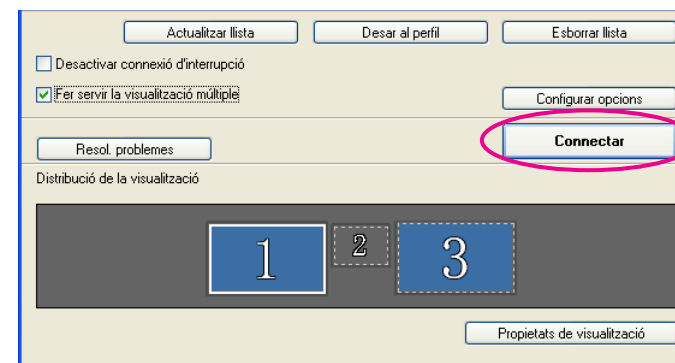 Actualitzar llista
Desar al perfil
Esborrar llista
Desactivar connexió d'interrupció
Fer servir la visualització múltiple
Configurar opcions
Connectar
Resol. problemes
Distribució de la visualització
1
2
3
Propietats de visualització